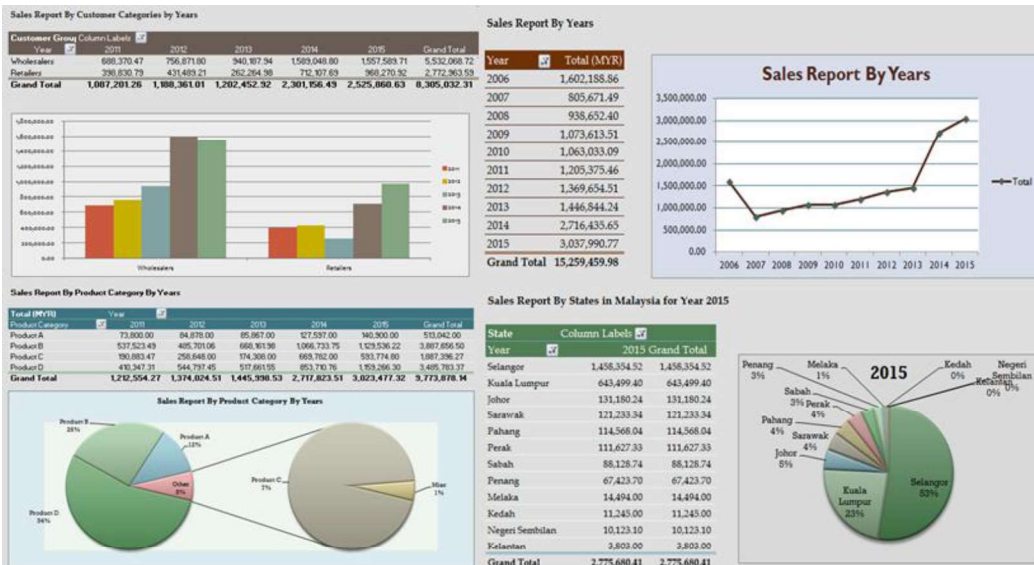 Sales Report By Customer Categories by Years
Customer Group Column Labels
Year 2011 2012 2013 2014 2015 Grand Total
Wholesalers 688,370.47 756,871.80 940,187.94 1,589,048.80 1,557,589.71 5,532,068.72
Retailers 398,830.79 431,489.21 262,264.98 712,107.69 968,270.92 2,772,963.59
Grand Total 1,087,201.26 1,188,361.01 1,202,452.92 2,301,156.49 2,525,860.63 8,305,032.31
2011
2012
2013
2014
2015
Wholesalers Retailers
Sales Report By Product Category By Years
Total (MYR) Year
Product Category 2011 2012 2013 2014 2015 Grand Total
Product A 73,800.00 84,878.00 85,867.00 127,597.00 140,900.00 513,042.00
Product B 537,523.49 485,701.06 668,161.98 1,066,733.75 1,129,536.22 3,887,656.50
Product C 190,883.47 258,648.00 174,308.00 669,782.00 593,774.80 1,887,396.27
Product D 410,347.31 544,797.45 517,661.55 853,710.76 1,159,266.30 3,485,783.37
Grand Total 1,212,554.27 1,374,024.51 1,445,998.53 2,717,823.51 3,023,477.32 9,773,878.14
Sales Report By Product Category By Years
Product B
Product A
12%
Other
8%
Product D
Product C
7%
1%
Sales Report By Years
Year Total (MYR)
2006 1,602,188.86
2007 805,671.49
2008 938,652.40
2009 1,073,613.51
2010 1,063,033.09
2011 1,205,375.46
2012 1,369,654.51
2013 1,446,844.24
2014 2,716,435.65
2015 3,037,990.77
Grand Total 15,259,459.98
Sales Report By Years
3,500,000.00
3,000,000.00
2,500,000.00
2,000,000.00
1,500,000.00
1,000,000.00
500,000.00
0.00
2006 2007 2008 2009 2010 2011 2012 2013 2014 2015
Total
Sales Report By States in Malaysia for Year 2015
State Column Labels
Year 2015 Grand Total
Selangor 1,458,354.52 1,458,354.52
Kuala Lumpur 643,499.40 643,499.40
Johor 131,180.24 131,180.24
Sarawak 121,233.34 121,233.34
Pahang 114,568.04 114,568.04
Perak 111,627.33 111,627.33
Sabah 88,128.74 88,128.74
Penang 67,423.70 67,423.70
Melaka 14,494.00 14,494.00
Kedah 11,245.00 11,245.00
Negeri Sembilan 10,123.10 10,123.10
Kelantan 3,803.00 3,803.00
Grand Total 2,775,680.41 2,775,680.41
2015
Penang
3%
Melaka
1%
Kedah
0%
Negeri
Sembilan
0%
Kelantan
0%
Sabah
3%
Perak
4%
Pahang
4%
Sarawak
4%
Johor
5%
Kuala
Lumpur
23%
Selangor
53%